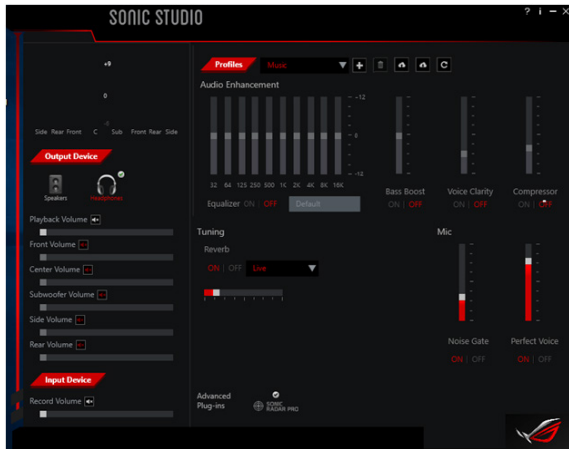 SONIC STUDIO
? i
+9
0
Side Rear Front C Sub Front Rear Side
Output Device
Speakers
Headphones
Playback Volume
Front Volume
Center Volume
Subwoofer Volume
Side Volume
Rear Volume
Input Device
Record Volume
Profiles
Music
Audio Enhancement
+12
0
-12
32 64 125 250 500 1K 2K 4K 8K 16K
Equalizer ON | OFF Default
Bass Boost
ON | OFF
Voice Clarity
ON | OFF
Compressor
ON | OFF
Tuning
Reverb
ON | OFF Live
Mic
Noise Gate
ON | OFF
Perfect Voice
ON | OFF
Advanced
Plug-ins
SONIC
RADAR PRO